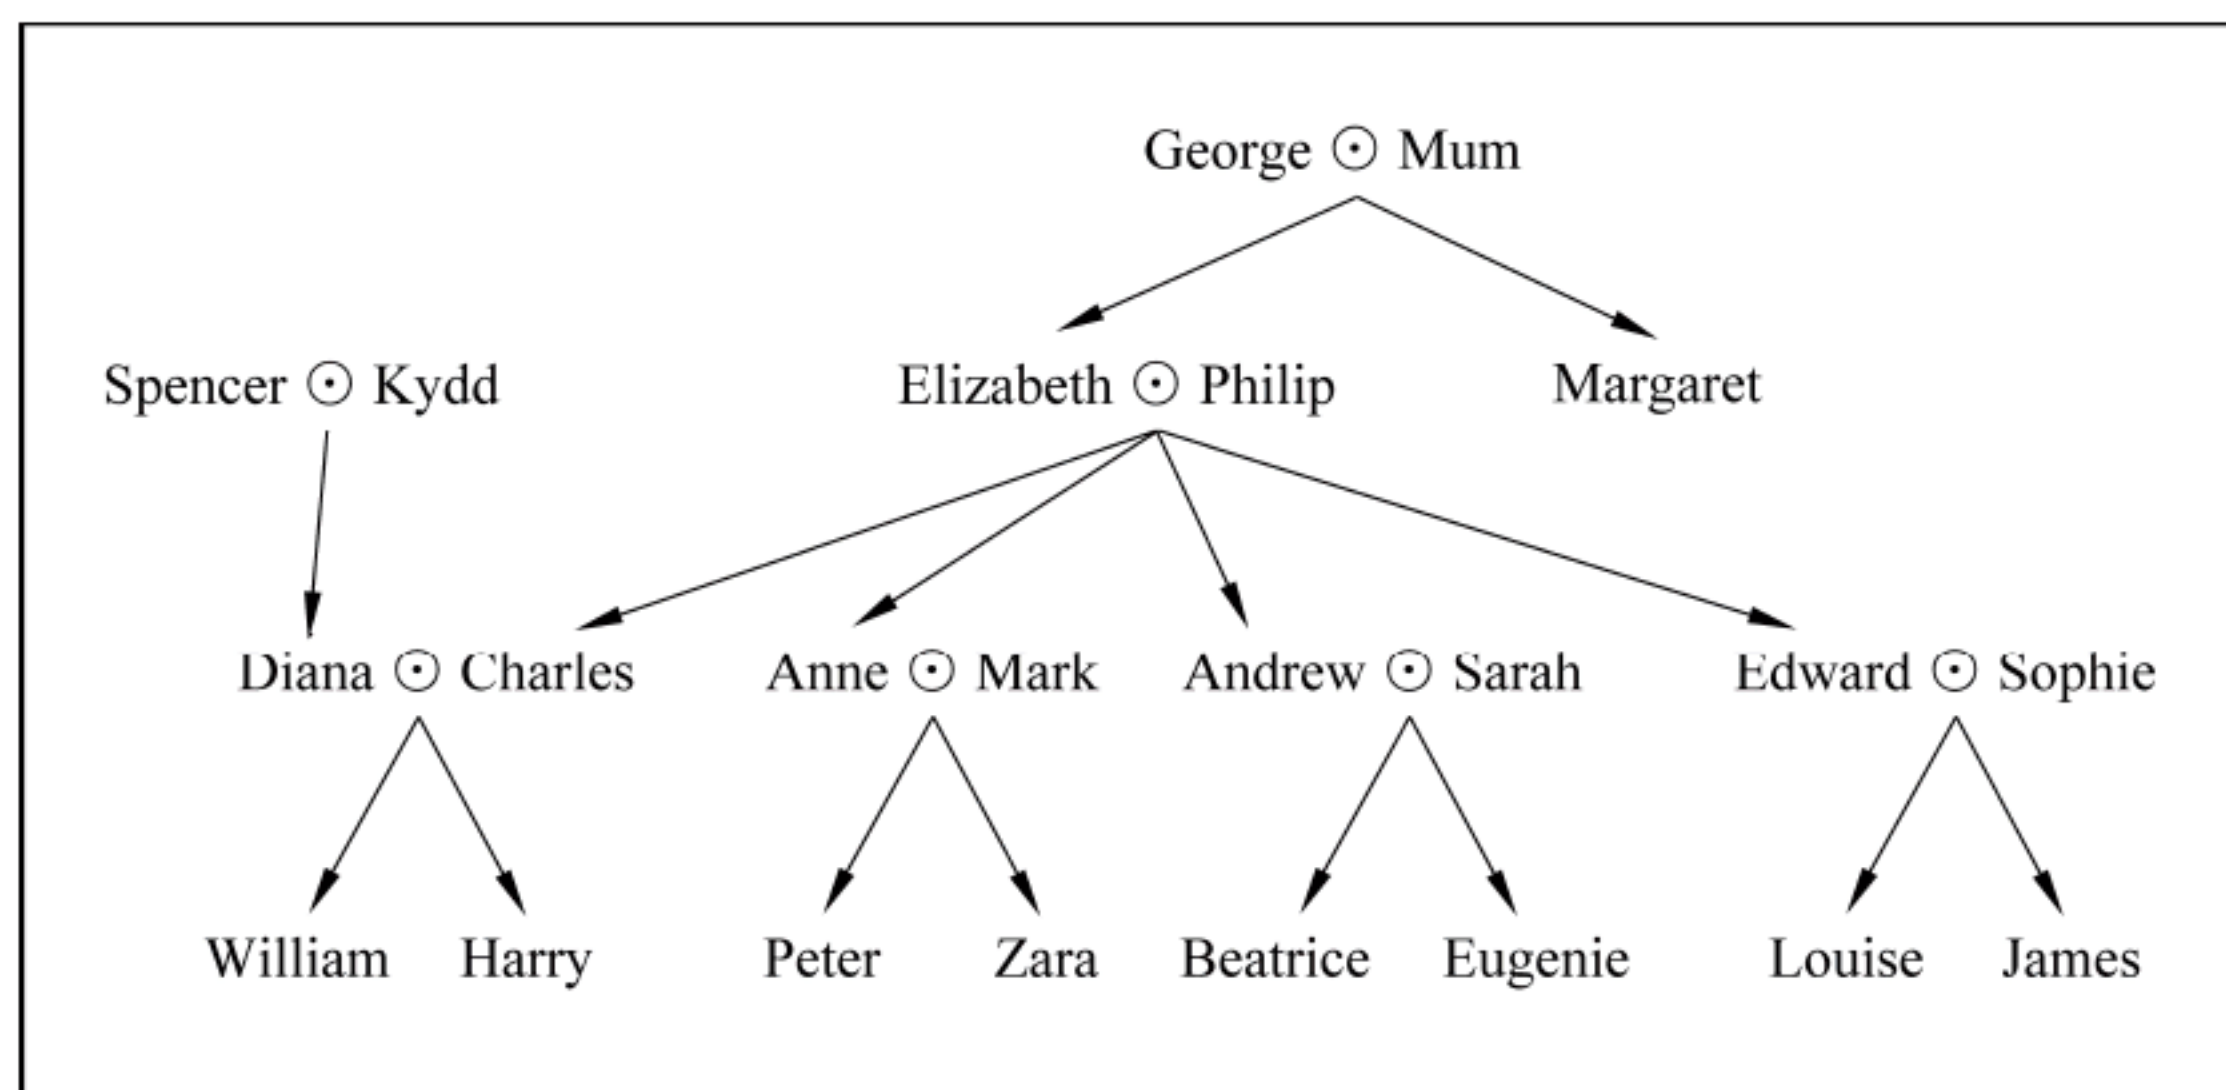 George ⊙ Mum
Spencer ⊙ Kydd Elizabeth ⊙ Philip Margaret
Diana ⊙ Charles Anne ⊙ Mark Andrew ⊙ Sarah Edward ⊙ Sophie
William Harry Peter Zara Beatrice Eugenie Louise James